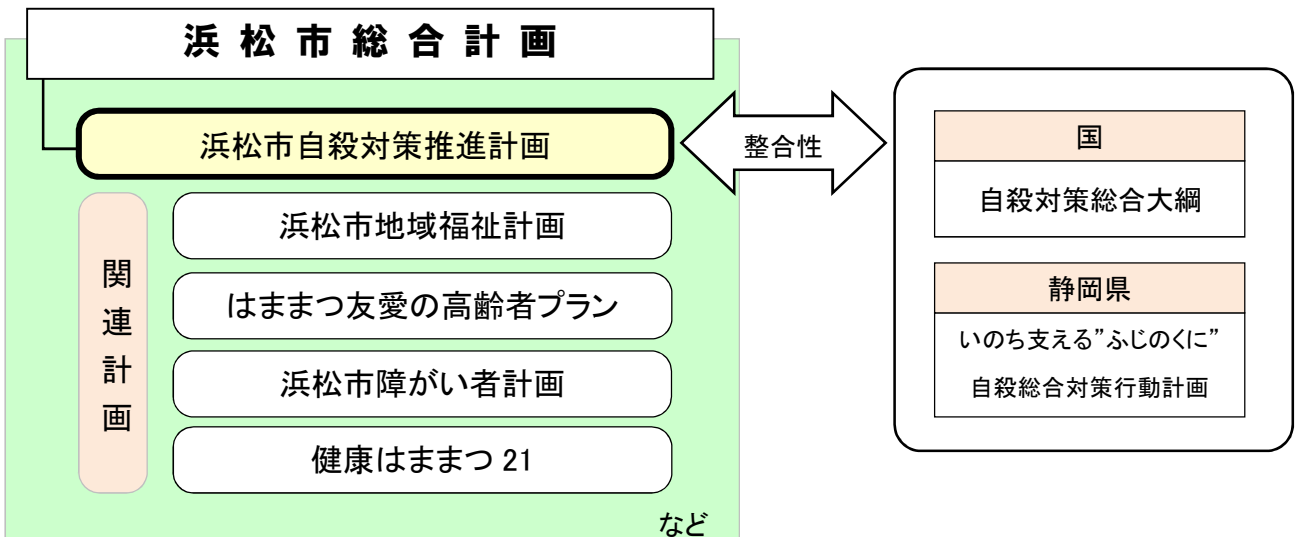 浜松市総合計画
浜松市自殺対策推進計画
整合性
関連計画
浜松市地域福祉計画
はままつ友愛の高齢者プラン
浜松市障がい者計画
健康はままつ 21
など
国
自殺対策総合大綱
静岡県
いのち支える”ふじのくに”
自殺総合対策行動計画